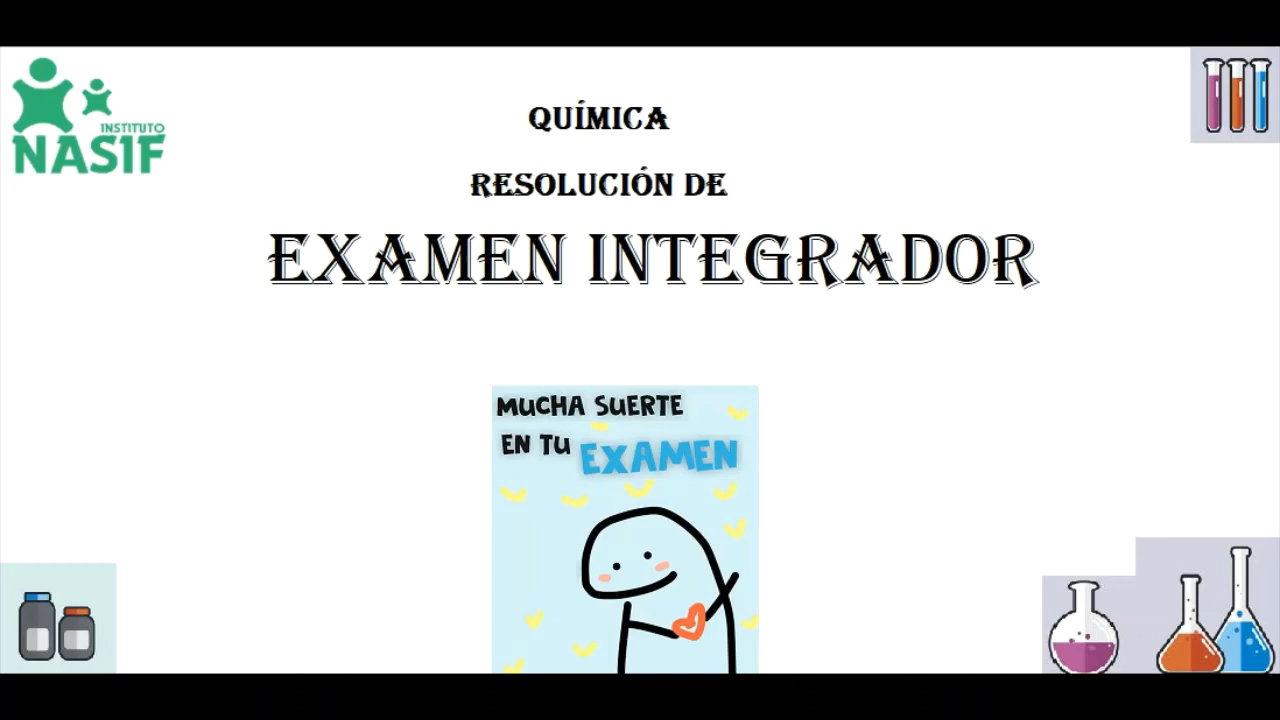 INSTITUTO
NASIF
QUÍMICA
RESOLUCIÓN DE
EXAMEN INTEGRADOR
MUCHA SUERTE
EN TU EXAMEN